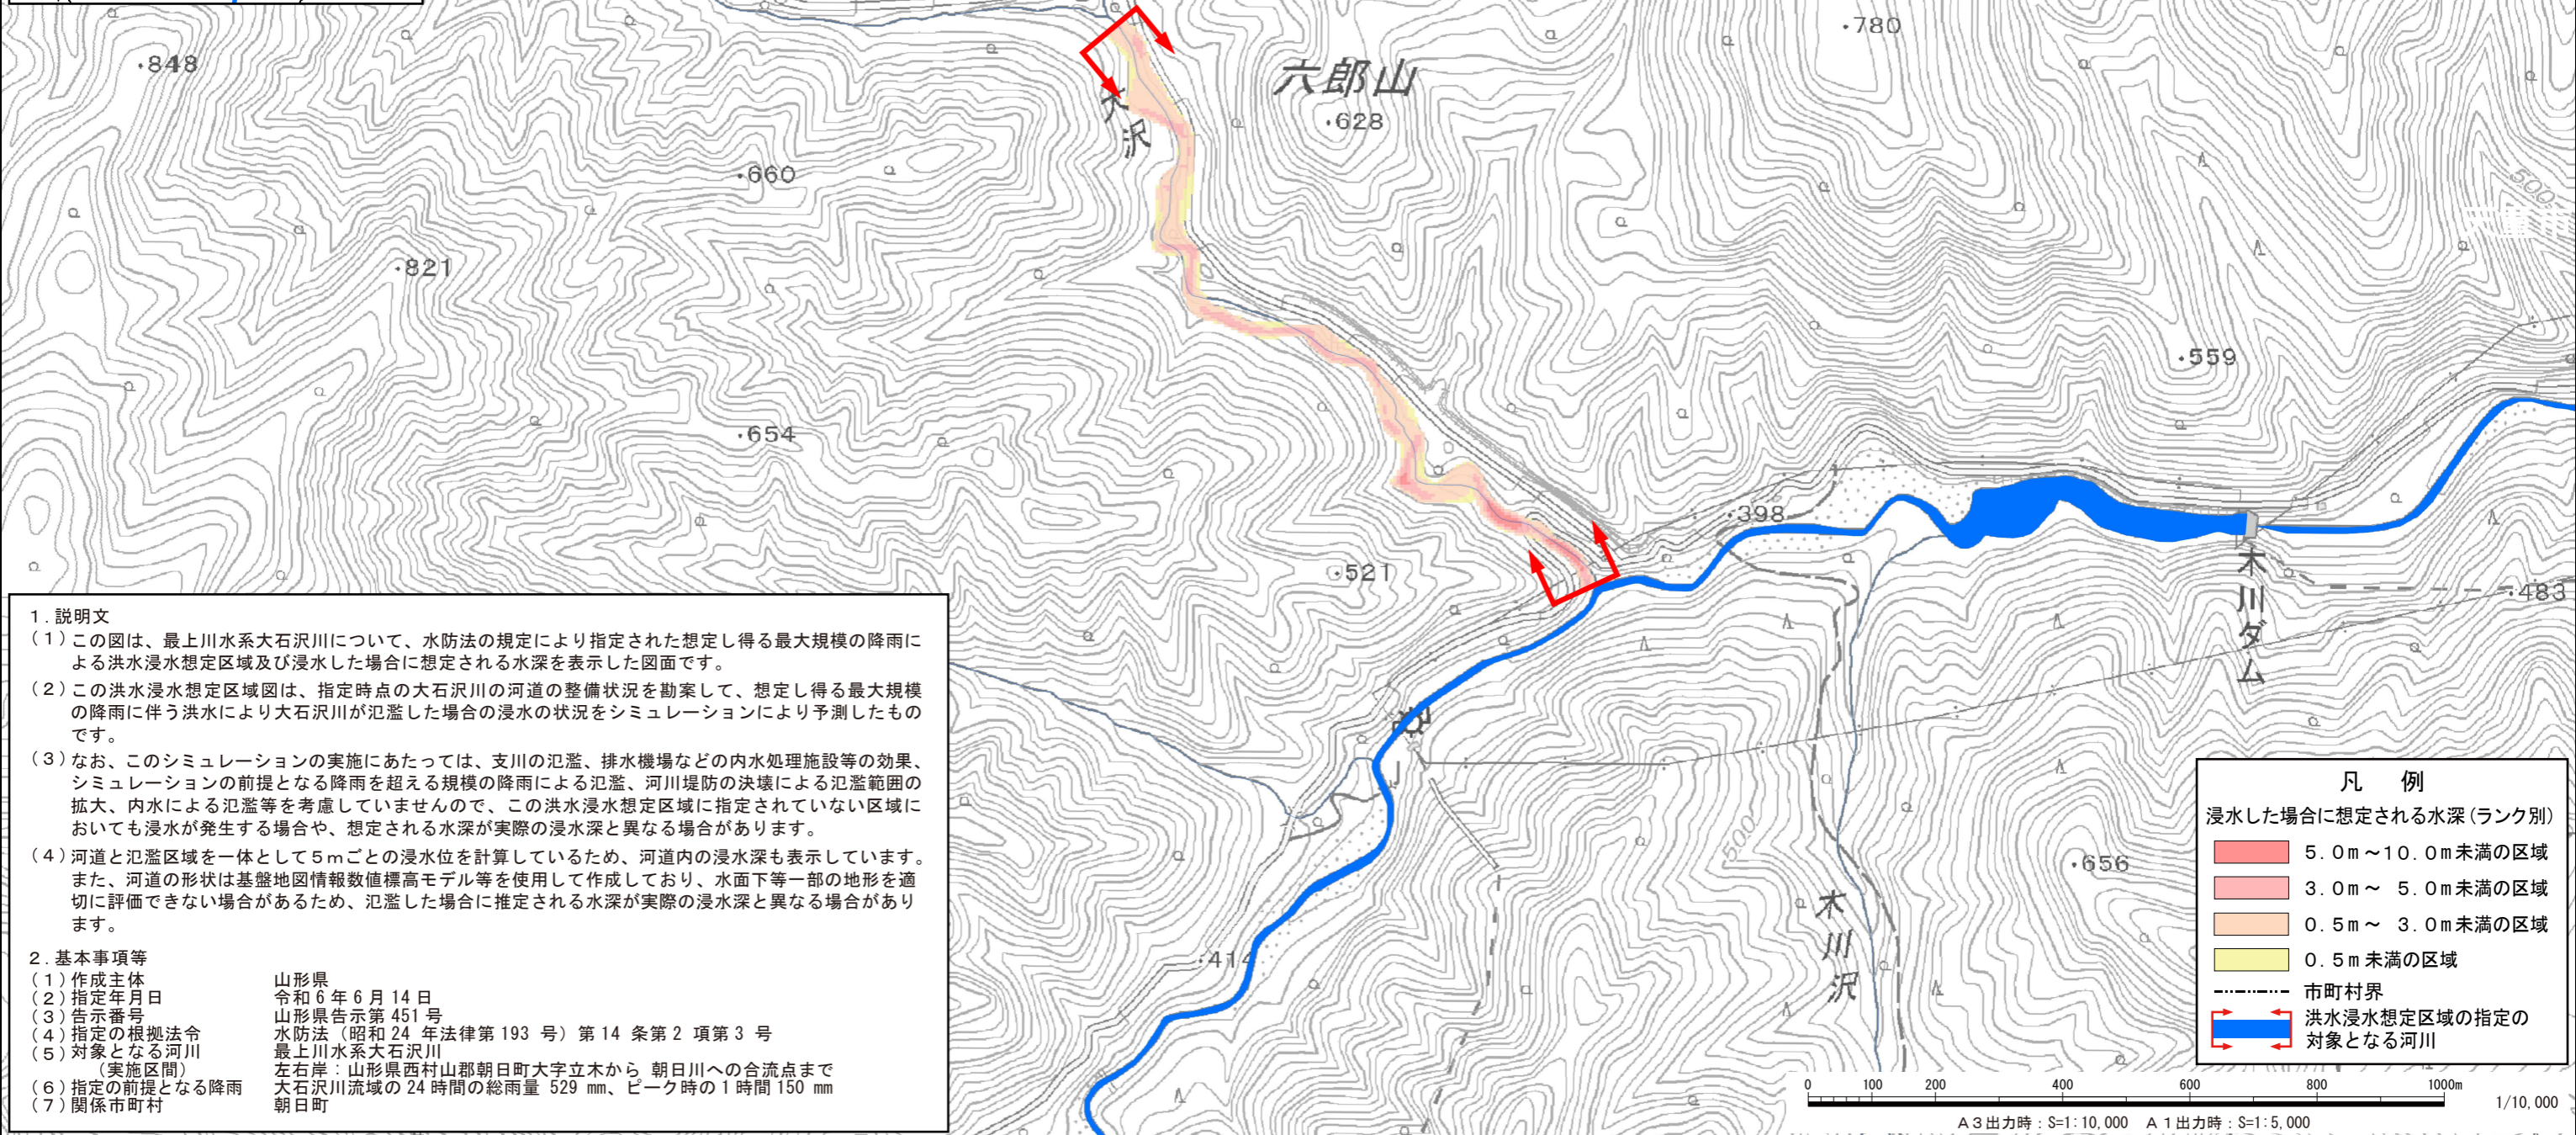 848
660
821
654
大沢
六郎山
628
780
559
500
天童市
398
521
木川ダム
483
414
500
木川沢
656
1．説明文
（1）この図は、最上川水系大石沢川について、水防法の規定により指定された想定し得る最大規模の降雨に
よる洪水浸水想定区域及び浸水した場合に想定される水深を表示した図面です。
（2）この洪水浸水想定区域図は、指定時点の大石沢川の河道の整備状況を勘案して、想定し得る最大規模
の降雨に伴う洪水により大石沢川が氾濫した場合の浸水の状況をシミュレーションにより予測したもの
です。
（3）なお、このシミュレーションの実施にあたっては、支川の氾濫、排水機場などの内水処理施設等の効果、
シミュレーションの前提となる降雨を超える規模の降雨による氾濫、河川堤防の決壊による氾濫範囲の
拡大、内水による氾濫等を考慮していませんので、この洪水浸水想定区域に指定されていない区域に
おいても浸水が発生する場合や、想定される水深が実際の浸水深と異なる場合があります。
（4）河道と氾濫区域を一体として5ｍごとの浸水位を計算しているため、河道内の浸水深も表示しています。
また、河道の形状は基盤地図情報数値標高モデル等を使用して作成しており、水面下等一部の地形を適
切に評価できない場合があるため、氾濫した場合に推定される水深が実際の浸水深と異なる場合があり
ます。
2．基本事項等
（1）作成主体 山形県
（2）指定年月日 令和6年6月14日
（3）告示番号 山形県告示第451号
（4）指定の根拠法令 水防法（昭和24 年法律第193 号）第14 条第2 項第3 号
（5）対象となる河川 最上川水系大石沢川
（実施区間） 左右岸：山形県西村山郡朝日町大字立木から 朝日川への合流点まで
（6）指定の前提となる降雨 大石沢川流域の24時間の総雨量 529 mm、ピーク時の1時間150 mm
（7）関係市町村 朝日町
凡 例
浸水した場合に想定される水深（ランク別）
5.0ｍ～10.0ｍ未満の区域
3.0ｍ～ 5.0ｍ未満の区域
0.5ｍ～ 3.0ｍ未満の区域
0.5ｍ未満の区域
市町村界
洪水浸水想定区域の指定の
対象となる河川
0 100 200 400 600 800 1000m
1/10,000
A3出力時：S=1:10,000 A1出力時：S=1:5,000